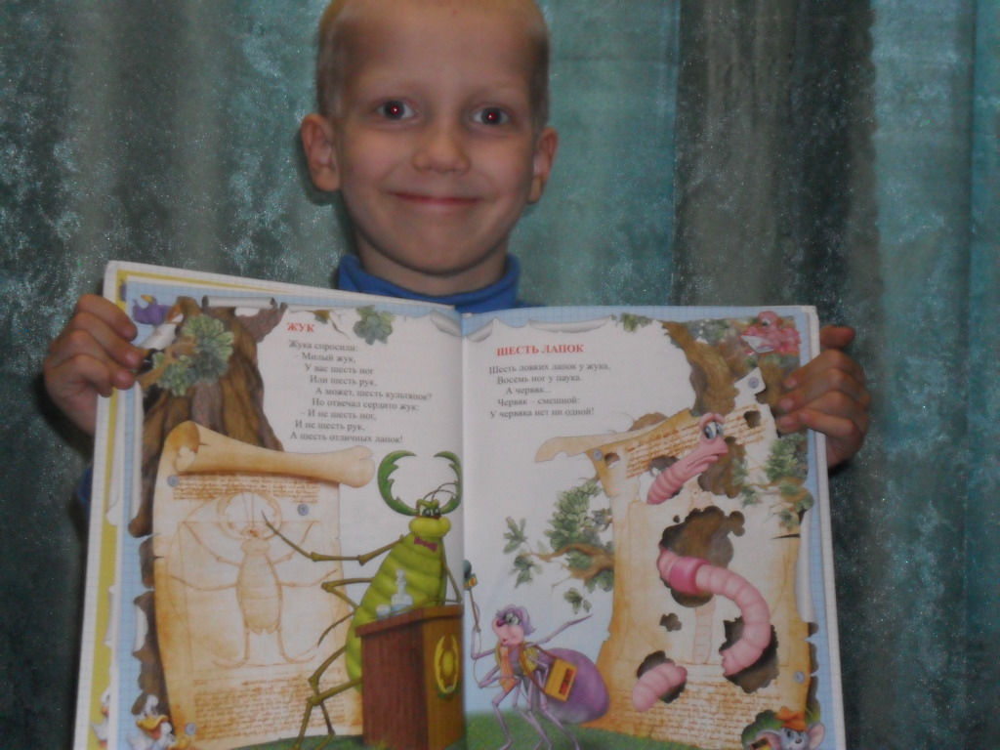 ЖУК
Жука спросили:
– Милый жук,
У вас шесть ног
Или шесть рук,
А может, шесть культяпок?
Но отвечал сердито жук:
– И не шесть ног,
И не шесть рук,
А шесть отличных лапок!
ШЕСТЬ ЛАПОК
Шесть ловких лапок у жука,
Восемь ног у паука.
А червяк...
Червяк – смешной:
У червяка нет ни одной!